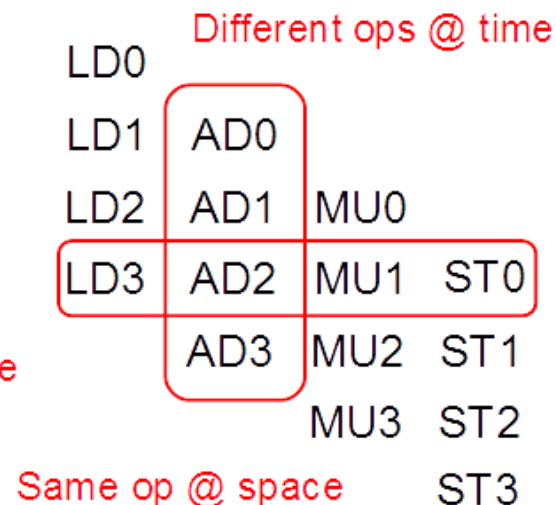 Different ops @ time
LD0
LD1 AD0
LD2 AD1 MU0
LD3 AD2 MU1 ST0
e AD3 MU2 ST1
MU3 ST2
Same op @ space ST3